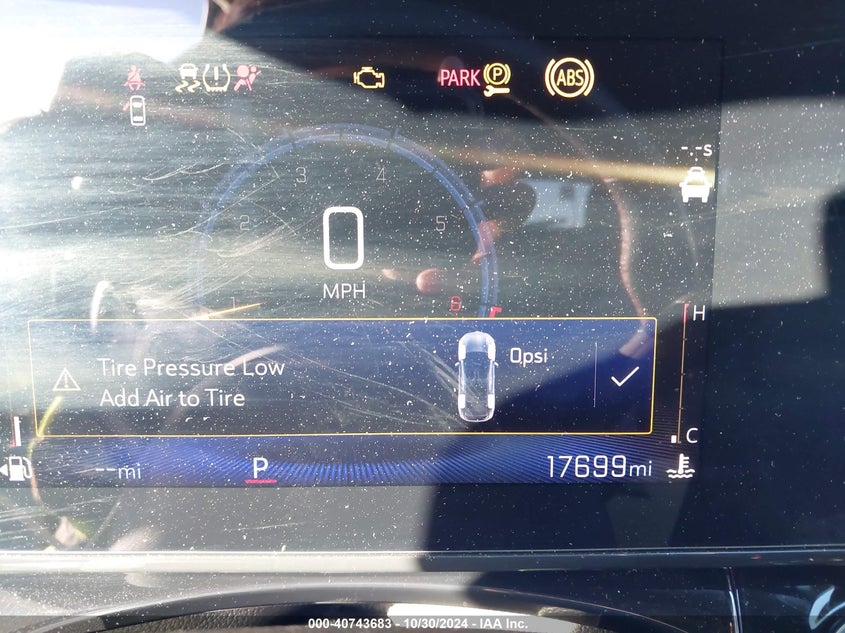 PARK P ABS
-.-s
3 4
2 5
0
MPH
1 6
H
Tire Pressure Low
Add Air to Tire
0psi
C
--mi
P
17699mi
000-40743683 - 10/30/2024 - IAA Inc.